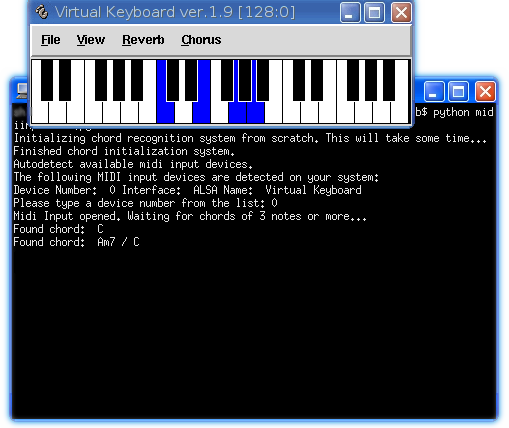 Virtual Keyboard ver.1.9 [128:0]
File View Reverb Chorus
b$ python mid
Initializing chord recognition system from scratch. This will take some time...
Finished chord initialization system.
Autodetect available midi input devices.
The following MIDI input devices are detected on your system:
Device Number: 0 Interface: ALSA Name: Virtual Keyboard
Please type a device number from the list: 0
Midi Input opened. Waiting for chords of 3 notes or more...
Found chord: C
Found chord: Am7 / C